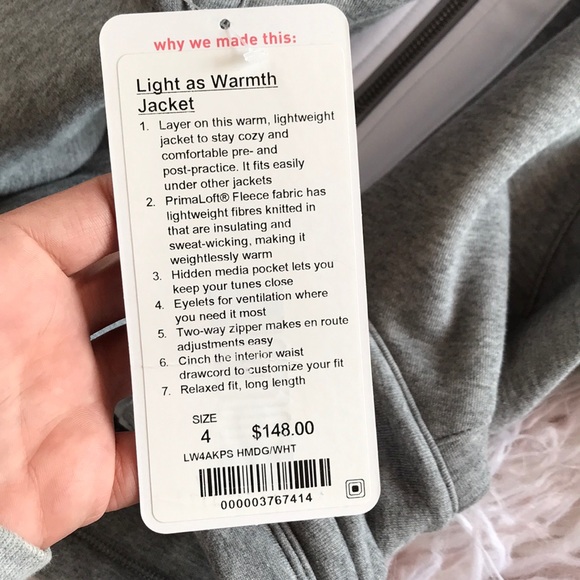 why we made this:
Light as Warmth
Jacket
1. Layer on this warm, lightweight
jacket to stay cozy and
comfortable pre- and
post-practice. It fits easily
under other jackets
2. PrimaLoft® Fleece fabric has
lightweight fibres knitted in
that are insulating and
sweat-wicking, making it
weightlessly warm
3. Hidden media pocket lets you
keep your tunes close
4. Eyelets for ventilation where
you need it most
5. Two-way zipper makes en route
adjustments easy
6. Cinch the interior waist
drawcord to customize your fit
7. Relaxed fit, long length
SIZE
4 $148.00
LW4AKPS HMDG/WHT
000003767414